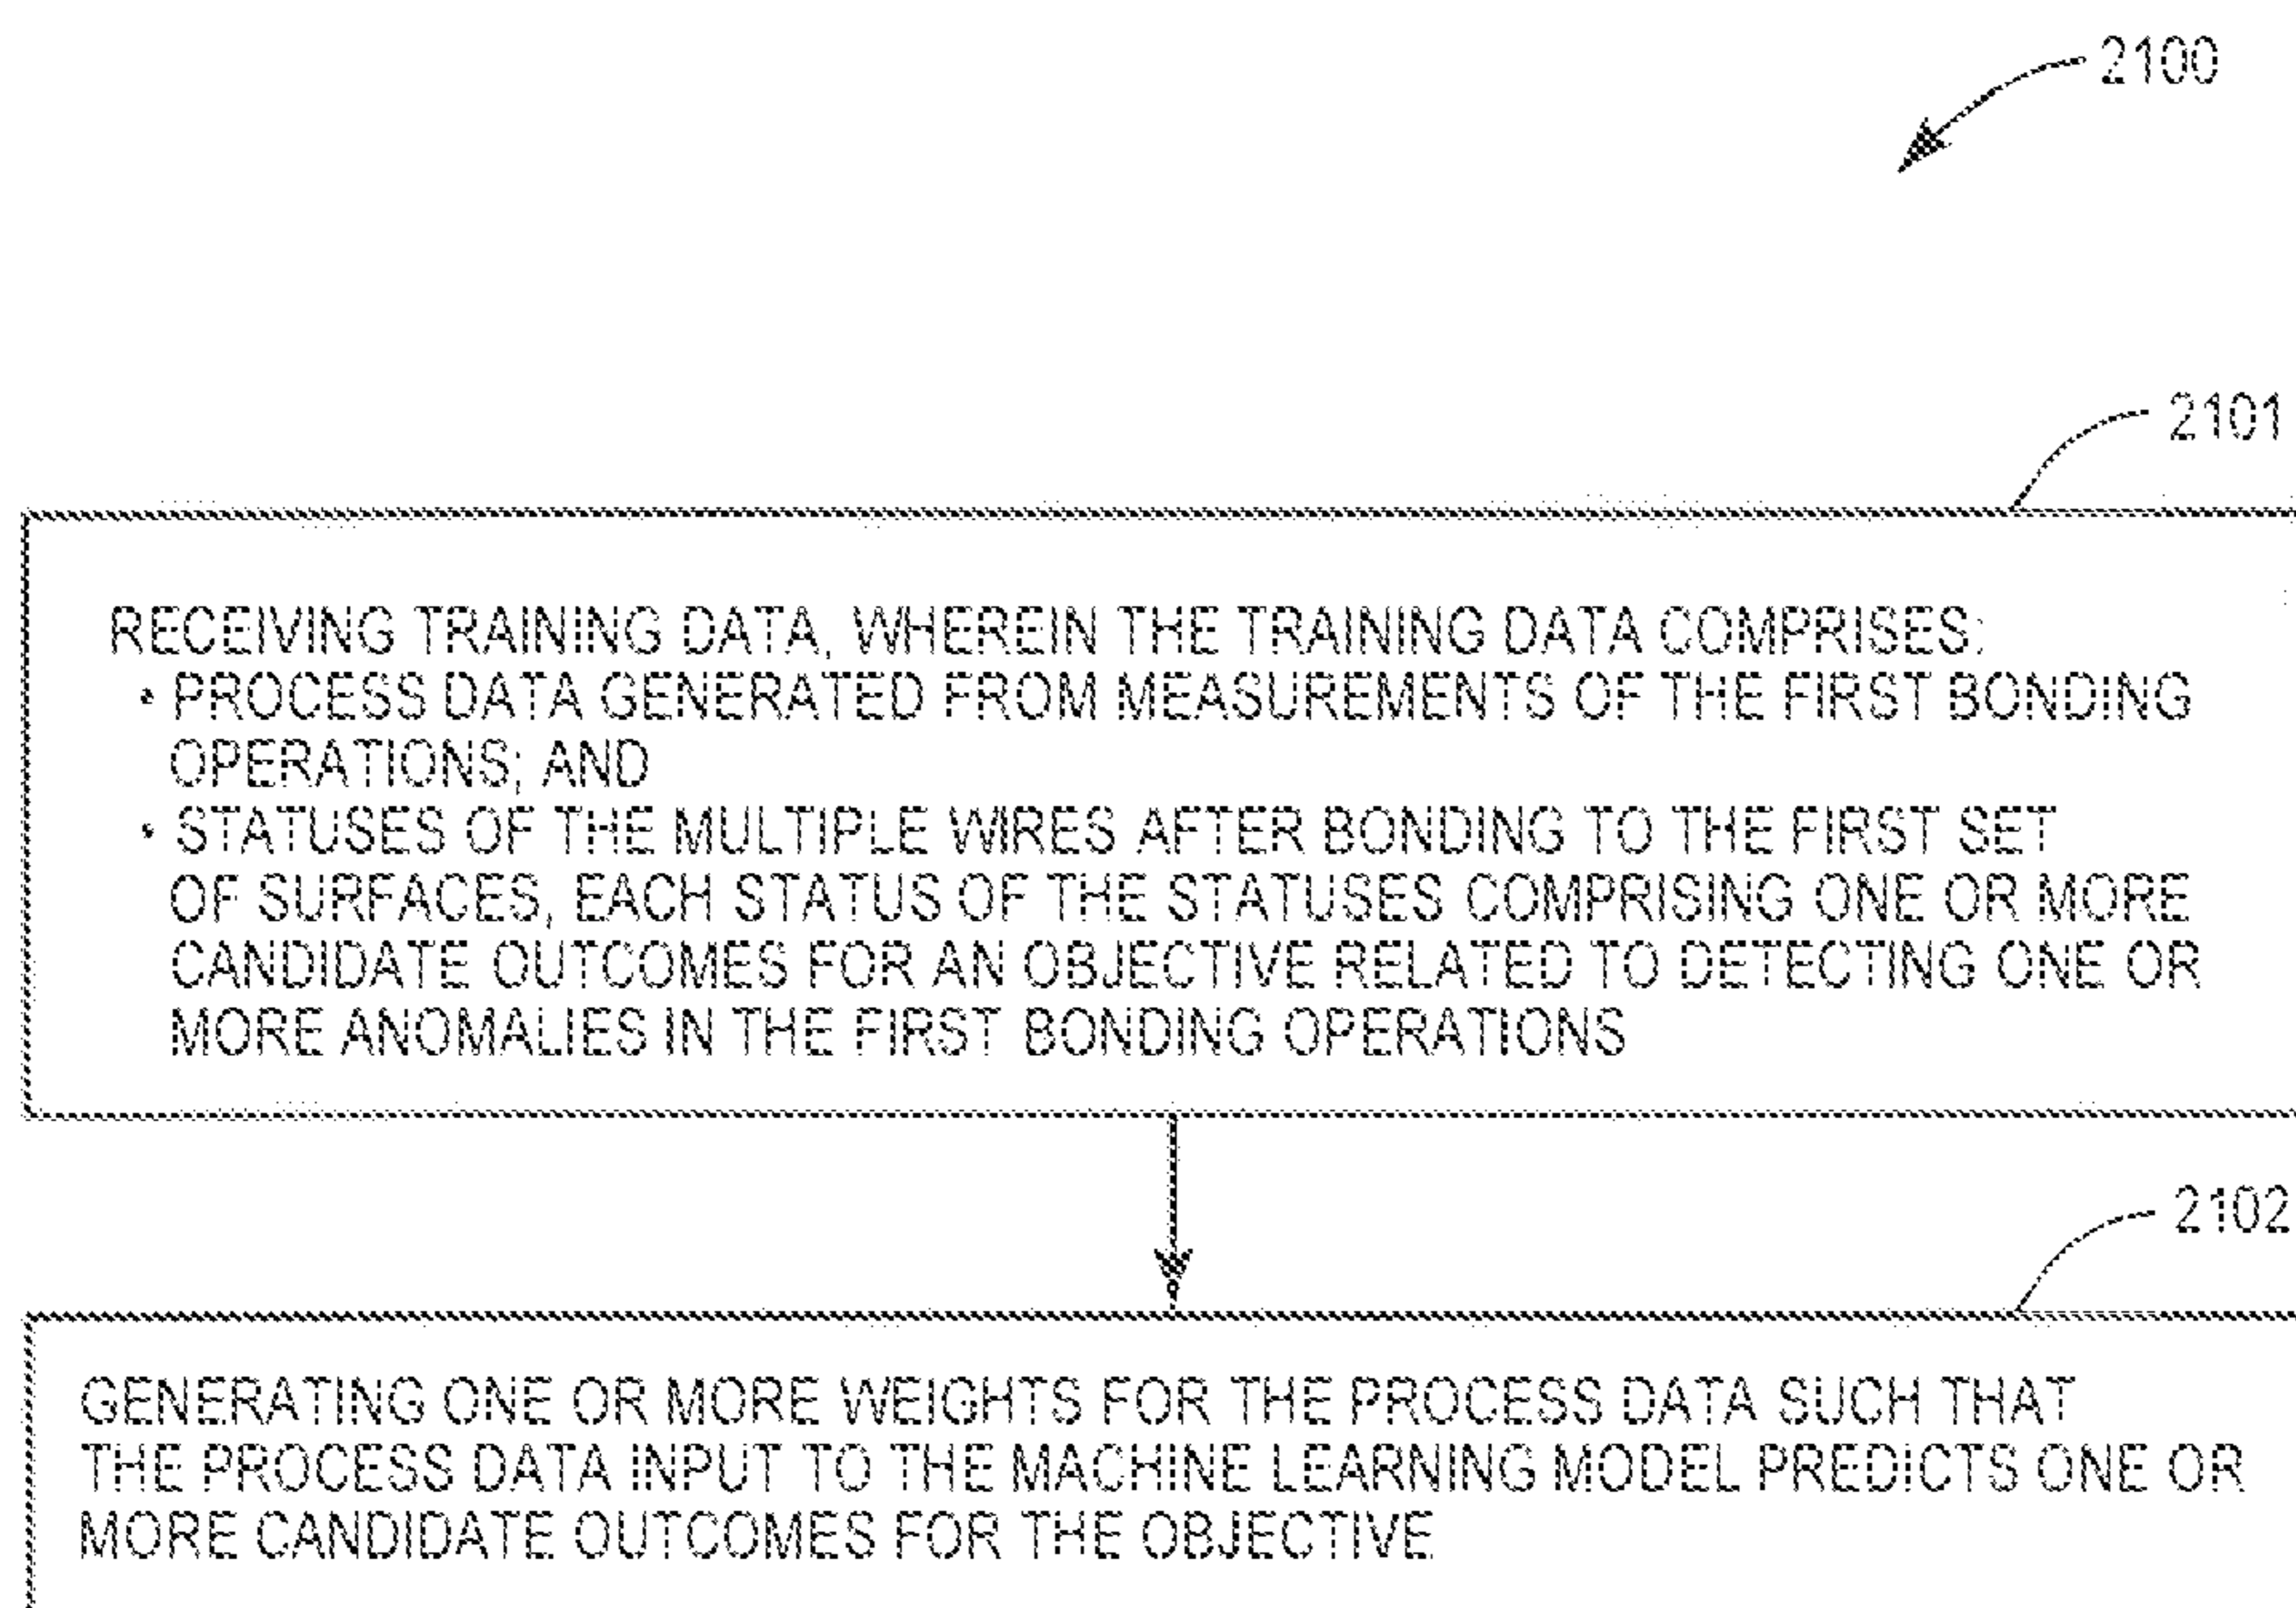 2100
2101
RECEIVING TRAINING DATA, WHEREIN THE TRAINING DATA COMPRISES:
• PROCESS DATA GENERATED FROM MEASUREMENTS OF THE FIRST BONDING
OPERATIONS; AND
• STATUSES OF THE MULTIPLE WIRES AFTER BONDING TO THE FIRST SET
OF SURFACES, EACH STATUS OF THE STATUSES COMPRISING ONE OR MORE
CANDIDATE OUTCOMES FOR AN OBJECTIVE RELATED TO DETECTING ONE OR
MORE ANOMALIES IN THE FIRST BONDING OPERATIONS
2102
GENERATING ONE OR MORE WEIGHTS FOR THE PROCESS DATA SUCH THAT
THE PROCESS DATA INPUT TO THE MACHINE LEARNING MODEL PREDICTS ONE OR
MORE CANDIDATE OUTCOMES FOR THE OBJECTIVE